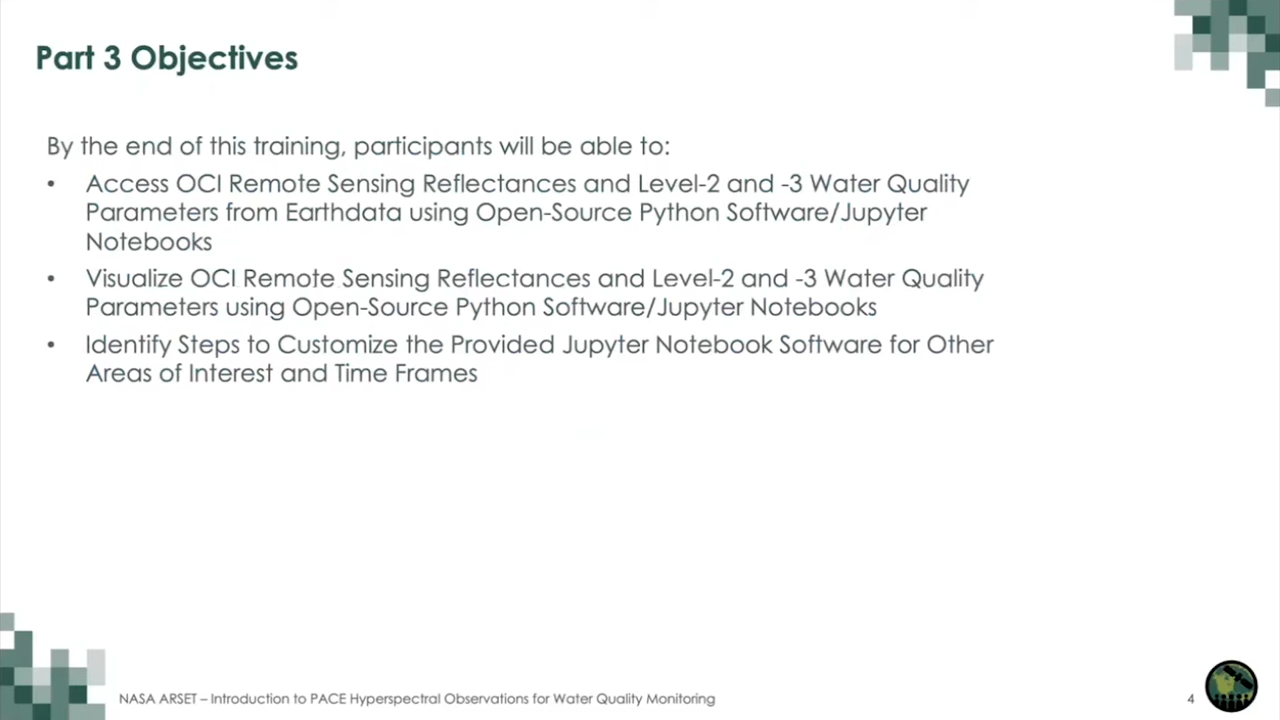 Part 3 Objectives
By the end of this training, participants will be able to:
• Access OCI Remote Sensing Reflectances and Level-2 and -3 Water Quality
Parameters from Earthdata using Open-Source Python Software/Jupyter
Notebooks
• Visualize OCI Remote Sensing Reflectances and Level-2 and -3 Water Quality
Parameters using Open-Source Python Software/Jupyter Notebooks
• Identify Steps to Customize the Provided Jupyter Notebook Software for Other
Areas of Interest and Time Frames
NASA ARSET – Introduction to PACE Hyperspectral Observations for Water Quality Monitoring
4